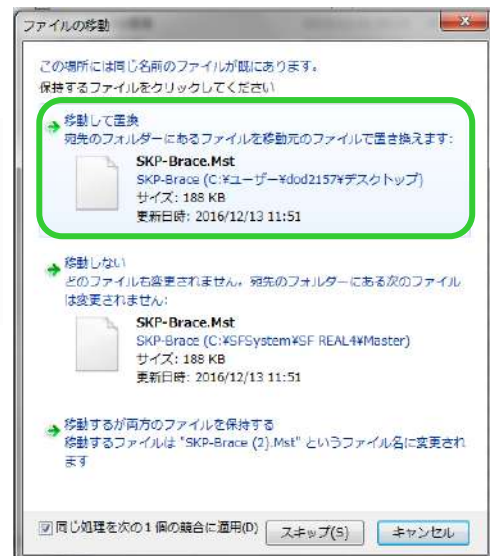 ファイルの移動
この場所には同じ名前のファイルが既にあります。
保持するファイルをクリックしてください
移動して置換
宛先のフォルダーにあるファイルを移動元のファイルで置き換えます:
SKP-Brace.Mst
SKP-Brace (C:¥ユーザー¥dod2157¥デスクトップ)
サイズ: 188 KB
更新日時: 2016/12/13 11:51
移動しない
どのファイルも変更されません。宛先のフォルダーにある次のファイル
は変更されません:
SKP-Brace.Mst
SKP-Brace (C:¥SFSystem¥SF REAL4¥Master)
サイズ: 188 KB
更新日時: 2016/12/13 11:51
移動するが両方のファイルを保持する
移動するファイルは "SKP-Brace (2).Mst" というファイル名に変更され
ます
同じ処理を次の 1 個の競合に適用(D)
スキップ(S)
キャンセル